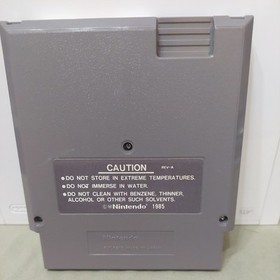 CAUTION
REV-A
•DO NOT STORE IN EXTREME TEMPERATURES.
•DO NOT IMMERSE IN WATER.
•DO NOT CLEAN WITH BENZENE, THINNER,
ALCOHOL OR OTHER SUCH SOLVENTS.
©™Nintendo 1985